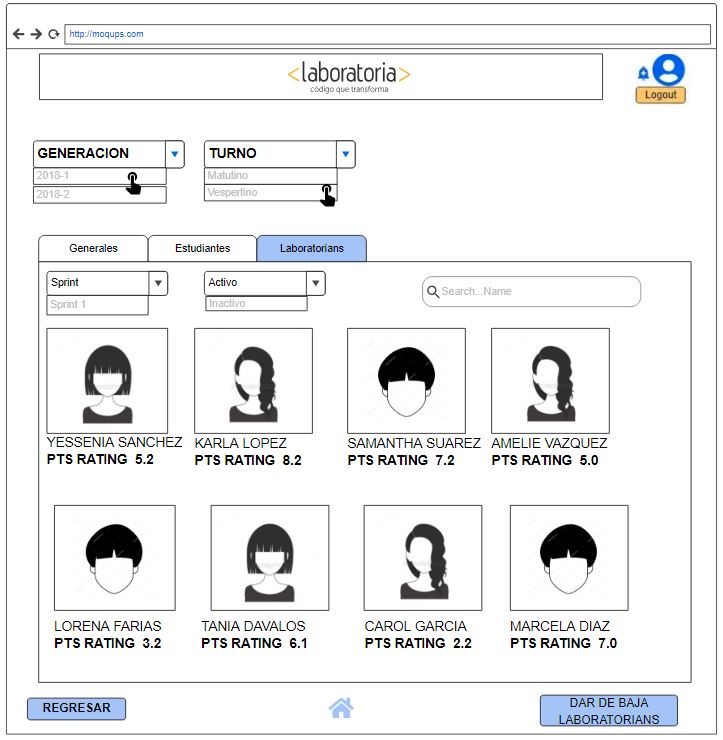 http://moqups.com
<laboratoria>
código que transforma
Logout
GENERACION
2018-1
2018-2
TURNO
Matutino
Vespertino
Generales
Estudiantes
Laboratorians
Sprint
Sprint 1
Activo
Inactivo
Search...Name
YESSENIA SANCHEZ
PTS RATING 5.2
KARLA LOPEZ
PTS RATING 8.2
SAMANTHA SUAREZ
PTS RATING 7.2
AMELIE VAZQUEZ
PTS RATING 5.0
LORENA FARIAS
PTS RATING 3.2
TANIA DAVALOS
PTS RATING 6.1
CAROL GARCIA
PTS RATING 2.2
MARCELA DIAZ
PTS RATING 7.0
REGRESAR
DAR DE BAJA
LABORATORIANS